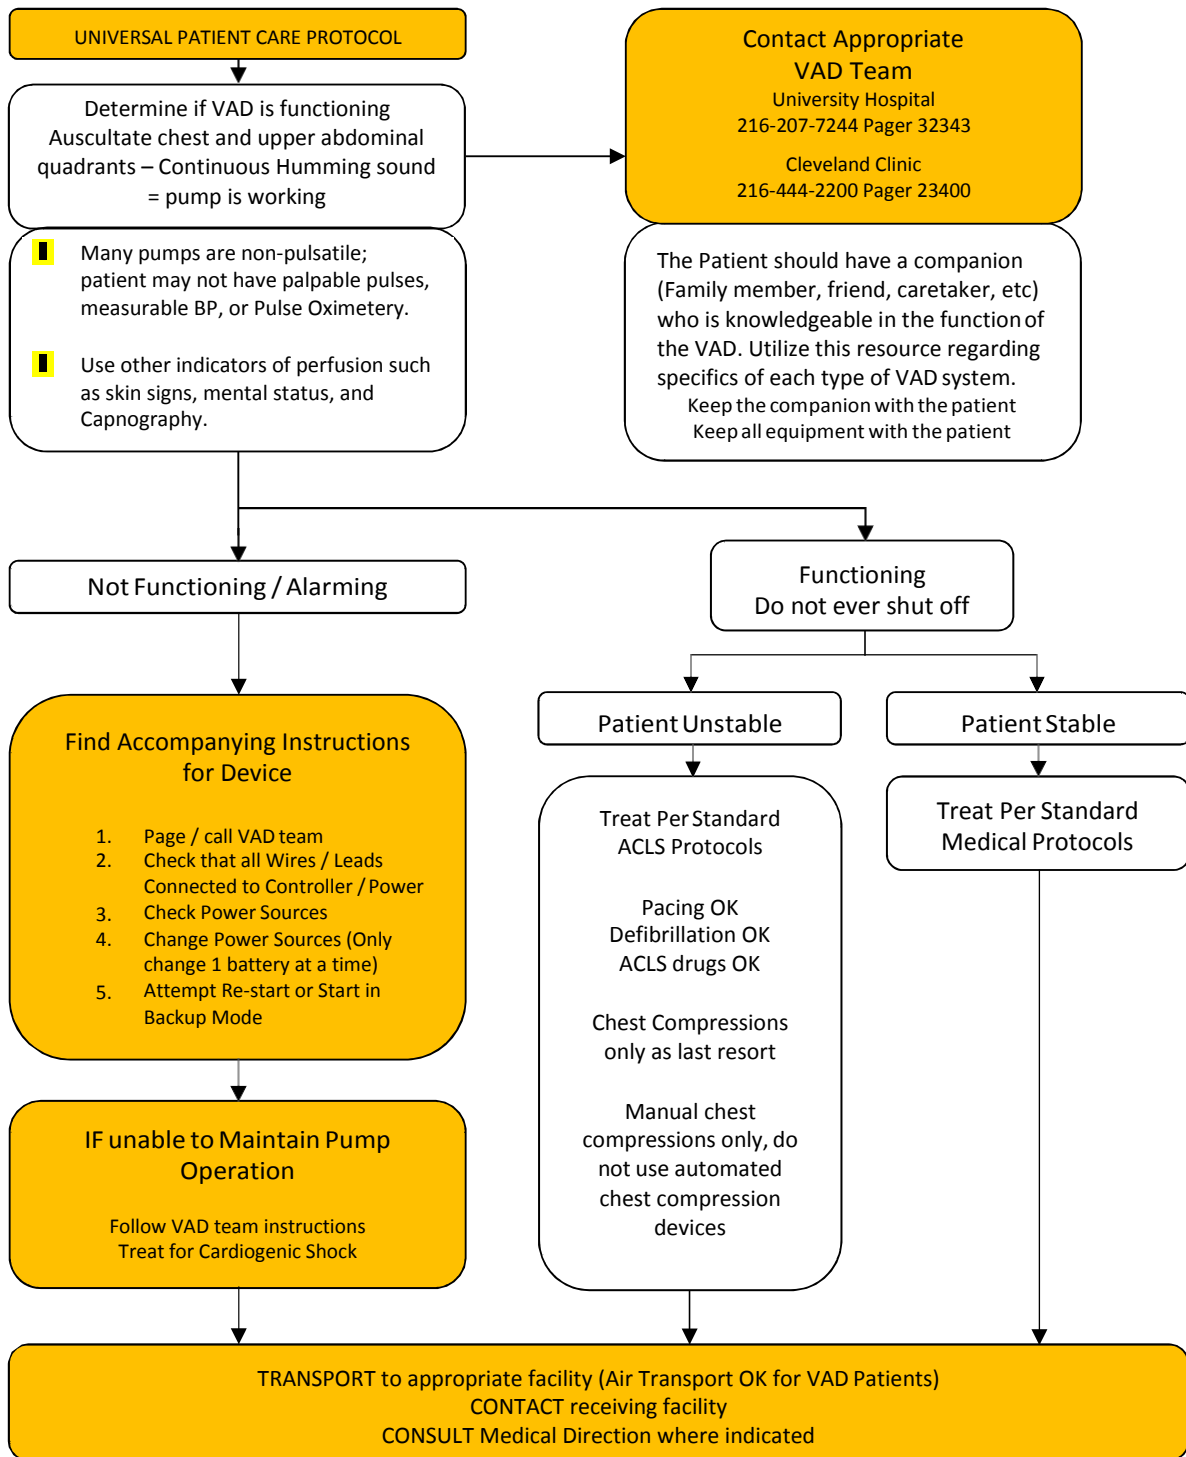 UNIVERSAL PATIENT CARE PROTOCOL
Determine if VAD is functioning
Auscultate chest and upper abdominal
quadrants – Continuous Humming sound
= pump is working
Many pumps are non-pulsatile;
patient may not have palpable pulses,
measurable BP, or Pulse Oximetery.
Use other indicators of perfusion such
as skin signs, mental status, and
Capnography.
Contact Appropriate
VAD Team
University Hospital
216-207-7244 Pager 32343
Cleveland Clinic
216-444-2200 Pager 23400
The Patient should have a companion
(Family member, friend, caretaker, etc)
who is knowledgeable in the function of
the VAD. Utilize this resource regarding
specifics of each type of VAD system.
Keep the companion with the patient
Keep all equipment with the patient
Not Functioning / Alarming
Functioning
Do not ever shut off
Find Accompanying Instructions
for Device
1. Page / call VAD team
2. Check that all Wires / Leads
Connected to Controller / Power
3. Check Power Sources
4. Change Power Sources (Only
change 1 battery at a time)
5. Attempt Re-start or Start in
Backup Mode
IF unable to Maintain Pump
Operation
Follow VAD team instructions
Treat for Cardiogenic Shock
Patient Unstable
Treat Per Standard
ACLS Protocols
Pacing OK
Defibrillation OK
ACLS drugs OK
Chest Compressions
only as last resort
Manual chest
compressions only, do
not use automated
chest compression
devices
Patient Stable
Treat Per Standard
Medical Protocols
TRANSPORT to appropriate facility (Air Transport OK for VAD Patients)
CONTACT receiving facility
CONSULT Medical Direction where indicated